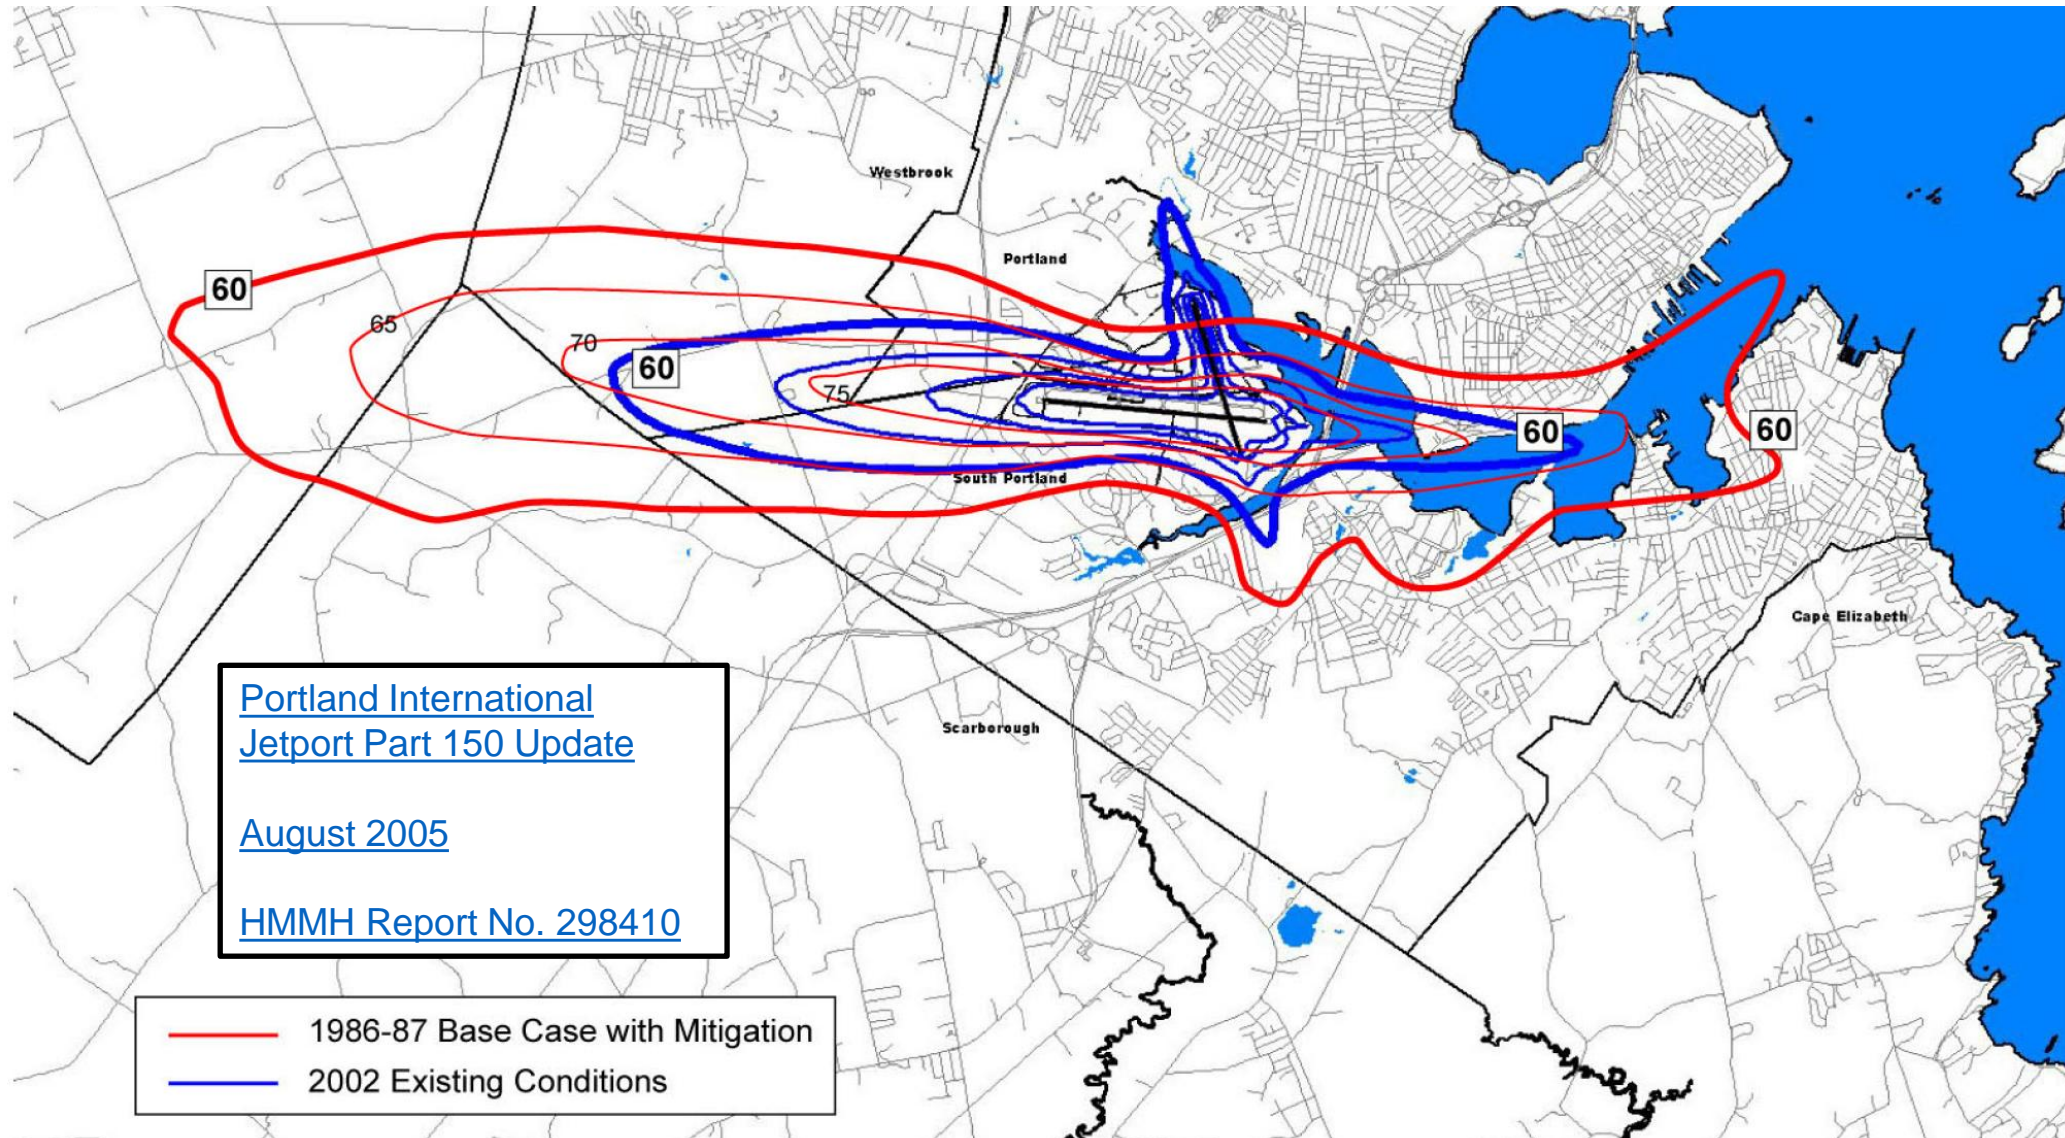 Westbrook
Portland
60
65
70
60
75
60
60
South Portland
Cape Elizabeth
Scarborough
Portland International
Jetport Part 150 Update
August 2005
HMMH Report No. 298410
1986-87 Base Case with Mitigation
2002 Existing Conditions